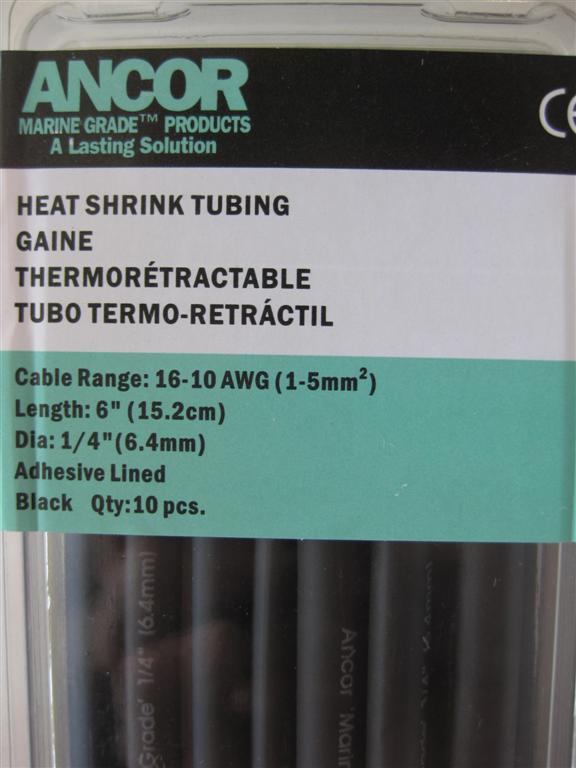 ANCOR
MARINE GRADE™ PRODUCTS
A Lasting Solution
CE
HEAT SHRINK TUBING
GAINE
THERMORÉTRACTABLE
TUBO TERMO-RETRÁCTIL
Cable Range: 16-10 AWG (1-5mm²)
Length: 6" (15.2cm)
Dia: 1/4"(6.4mm)
Adhesive Lined
Black Qty:10 pcs.
Grade' 1/4" (6.4mm)
Ancor 'Marin